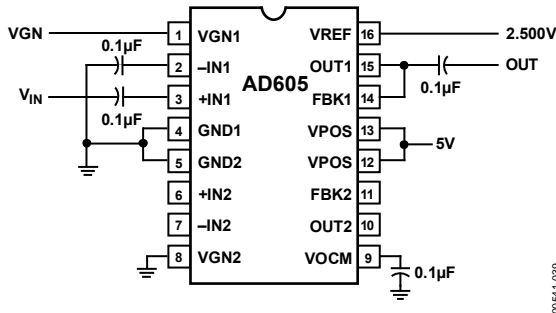 VGN 1 VGN1 VREF 16 2.500V
0.1µF 2 –IN1 OUT1 15 OUT
AD605
VIN 3 +IN1 FBK1 14 0.1µF
0.1µF
4 GND1 VPOS 13
5V
5 GND2 VPOS 12
6 +IN2 FBK2 11
7 –IN2 OUT2 10
8 VGN2 VOCM 9 0.1µF